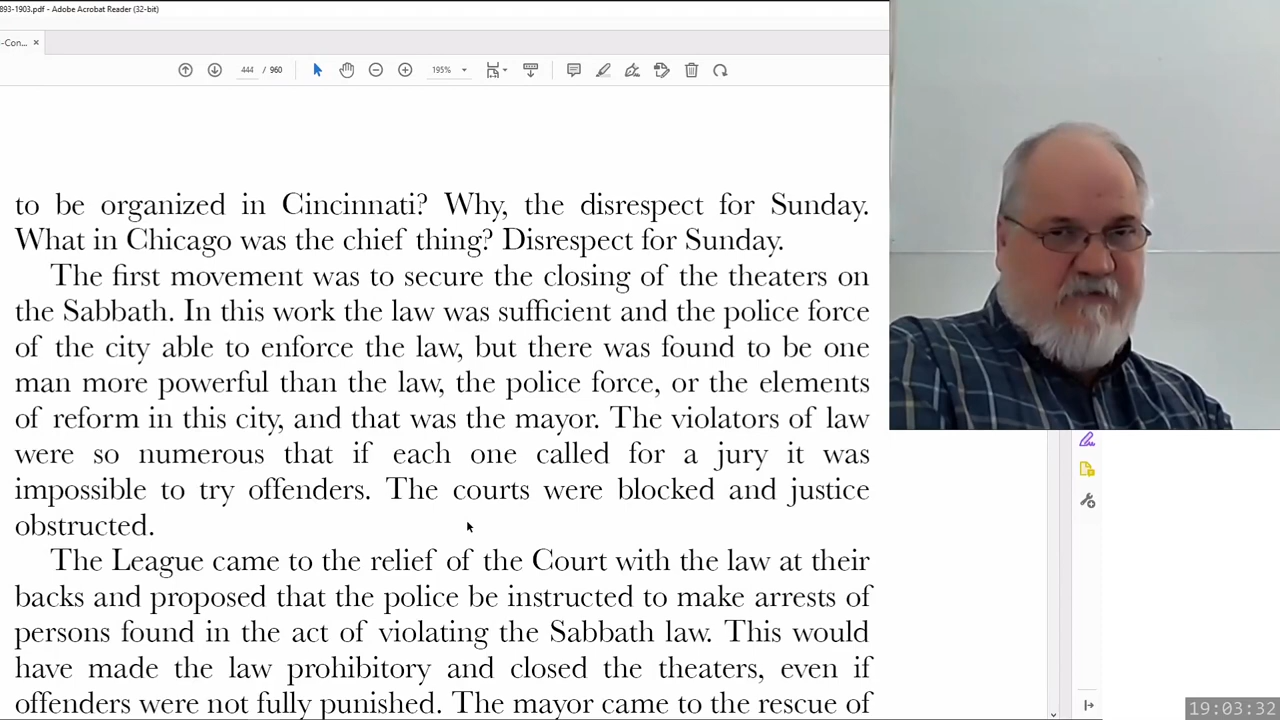 893-1903.pdf - Adobe Acrobat Reader (32-bit)
-Con...
444 / 960
195%
to be organized in Cincinnati? Why, the disrespect for Sunday.
What in Chicago was the chief thing? Disrespect for Sunday.
The first movement was to secure the closing of the theaters on
the Sabbath. In this work the law was sufficient and the police force
of the city able to enforce the law, but there was found to be one
man more powerful than the law, the police force, or the elements
of reform in this city, and that was the mayor. The violators of law
were so numerous that if each one called for a jury it was
impossible to try offenders. The courts were blocked and justice
obstructed.
The League came to the relief of the Court with the law at their
backs and proposed that the police be instructed to make arrests of
persons found in the act of violating the Sabbath law. This would
have made the law prohibitory and closed the theaters, even if
offenders were not fully punished. The mayor came to the rescue of
19:03:32